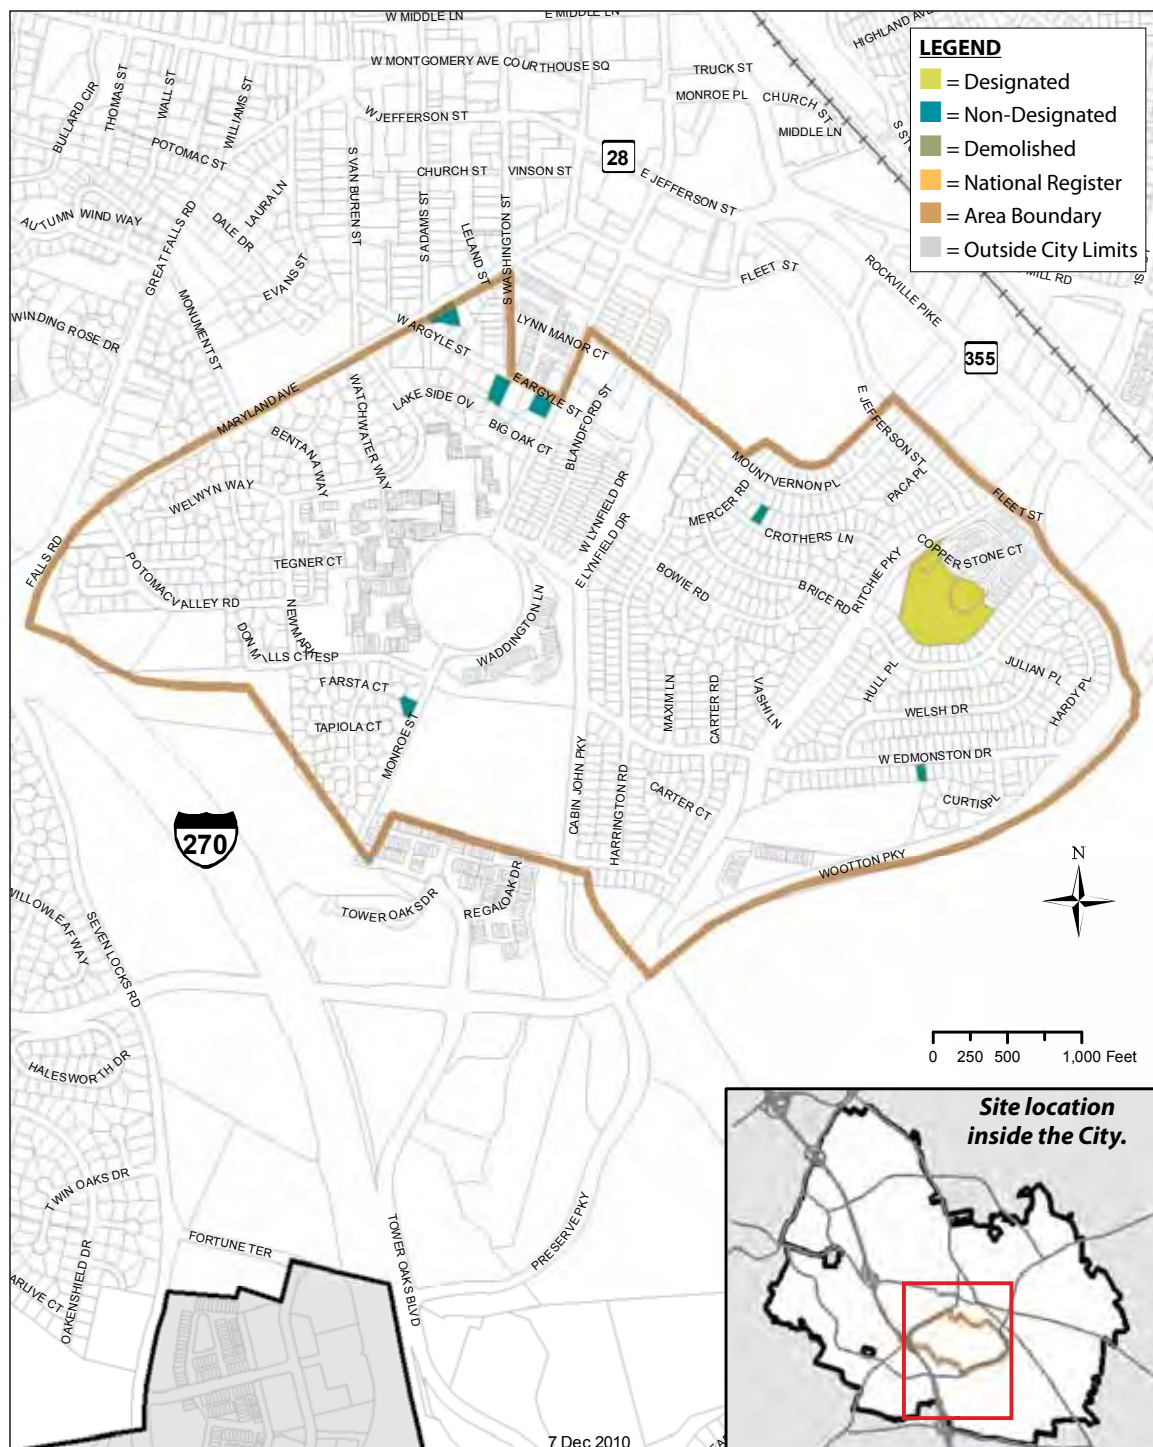 W MIDDLE LN
E MIDDLE LN
HIGHLAND AVE
W MONTGOMERY AVE
COURTHOUSE SQ
TRUCK ST
MONROE PL
CHURCH ST
MIDDLE LN
BULLARD CIR
THOMAS ST
WALL ST
WILLIAMS ST
POTOMAC ST
W JEFFERSON ST
S VAN BUREN ST
CHURCH ST
VINSON ST
28
E JEFFERSON ST
LEGEND
= Designated
= Non-Designated
= Demolished
= National Register
= Area Boundary
= Outside City Limits
AUTUMN WIND WAY
GREAT FALLS RD
DALE DR
LAURA LN
EVANS ST
S ADAMS ST
LELAND ST
S WASHINGTON ST
FLEET ST
ROCKVILLE PIKE
MILL RD
WINDING ROSE DR
MONUMENT ST
W ARGYLE ST
LYNN MANOR CT
355
MARYLAND AVE
WATCHWATER WAY
LAKE SIDE OV
E ARGYLE ST
BLANDFORD ST
BIG OAK CT
E JEFFERSON ST
BENTANA WAY
WELWYN WAY
MOUNT VERNON PL
PACA PL
FLEET ST
W LYNFIELD DR
E LYNFIELD DR
MERCER RD
CROTHERS LN
COPPERSTONE CT
FALLS RD
POTOMAC VALLEY RD
TEGNER CT
NEWMARK
ESP
DON MILLS CT
WADDINGTON LN
BOWIE RD
BRICE RD
RITCHIE PKY
FARSTA CT
TAPIOLA CT
MONROE ST
MAXIM LN
CARTER RD
VASHI LN
HULL PL
JULIAN PL
HARDY PL
WELSH DR
W EDMONSTON DR
CURTIS PL
CABIN JOHN PKY
HARRINGTON RD
CARTER CT
WOOTTON PKY
270
N
TOWER OAKS DR
REGAL OAK DR
WILLOWLEAF WAY
SEVEN LOCKS RD
HALESWORTH DR
0 250 500 1,000 Feet
TWIN OAKS DR
OAKENSHIELD DR
FORTUNE TER
TOWER OAKS BLVD
PRESERVE PKY
Site location
inside the City.
7 Dec 2010